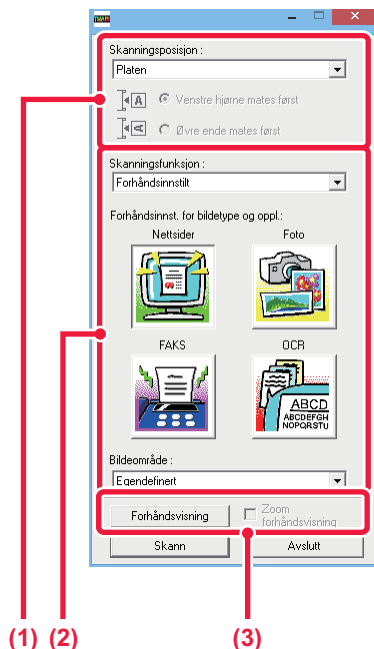 TWAIN
Skanningsposisjon :
Platen
A Venstre hjørne mates først
A Øvre ende mates først
Skanningsfunksjon :
Forhåndsinnstilt
Forhåndsinnst. for bildetype og oppl.:
Nettsider Foto
FAKS OCR
ABCD
ABCDEFGH
NOPQRSTU
Bildeområde :
Egendefinert
Forhåndsvisning Zoom
forhåndsvisning
Skann Avslutt
(1) (2) (3)